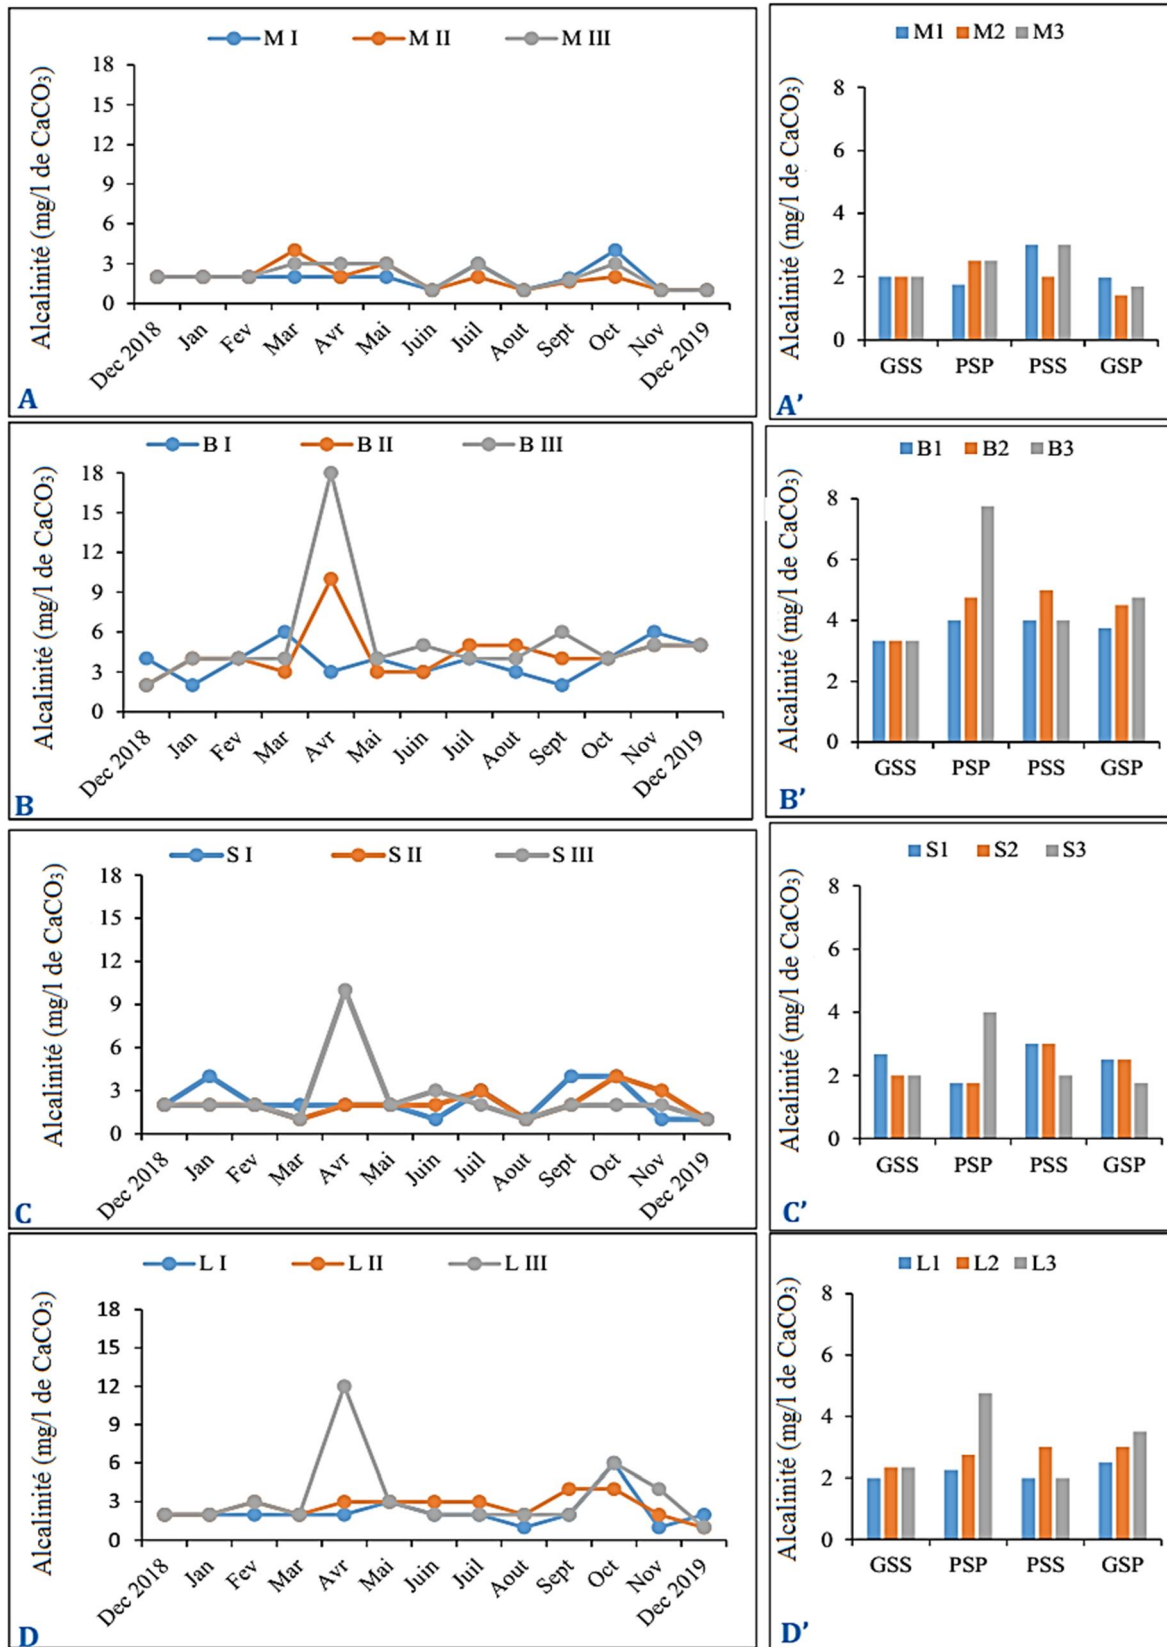 M I M II M III
Alcalinité (mg/l de CaCO₃)
18
15
12
9
6
3
0
Dec 2018 Jan Fev Mar Avr Mai Juin Juil Aout Sept Oct Nov Dec 2019
A
M1 M2 M3
Alcalinité (mg/l de CaCO₃)
8
6
4
2
0
GSS PSP PSS GSP
A'
B I B II B III
Alcalinité (mg/l de CaCO₃)
18
15
12
9
6
3
0
Dec 2018 Jan Fev Mar Avr Mai Juin Juil Aout Sept Oct Nov Dec 2019
B
B1 B2 B3
Alcalinité (mg/l de CaCO₃)
8
6
4
2
0
GSS PSP PSS GSP
B'
S I S II S III
Alcalinité (mg/l de CaCO₃)
18
15
12
9
6
3
0
Dec 2018 Jan Fev Mar Avr Mai Juin Juil Aout Sept Oct Nov Dec 2019
C
S1 S2 S3
Alcalinité (mg/l de CaCO₃)
8
6
4
2
0
GSS PSP PSS GSP
C'
L I L II L III
Alcalinité (mg/l de CaCO₃)
18
15
12
9
6
3
0
Dec 2018 Jan Fev Mar Avr Mai Juin Juil Aout Sept Oct Nov Dec 2019
D
L1 L2 L3
Alcalinité (mg/l de CaCO₃)
8
6
4
2
0
GSS PSP PSS GSP
D'